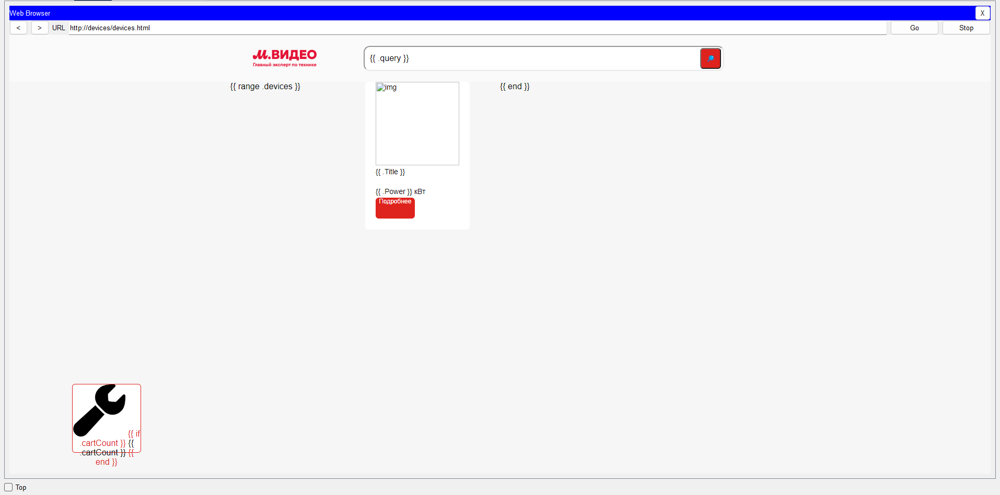 Web Browser
X
<
>
URL
http://devices/devices.html
Go
Stop
м.видео
Главный эксперт по технике
{{ .query }}
{{ range .devices }}
img
{{ end }}
{{ .Title }}
{{ .Power }} кВт
Подробнее
{{ if
.cartCount }} {{
.cartCount }} {{
end }}
Top